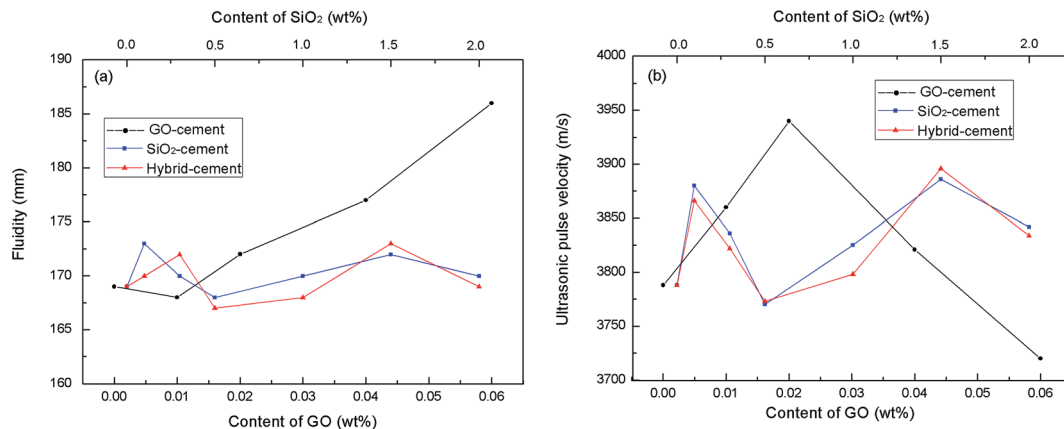 Content of SiO₂ (wt%)
0.0 0.5 1.0 1.5 2.0
(a)
GO-cement
SiO₂-cement
Hybrid-cement
190
185
180
175
170
165
160
Fluidity (mm)
0.00 0.01 0.02 0.03 0.04 0.05 0.06
Content of GO (wt%)
Content of SiO₂ (wt%)
0.0 0.5 1.0 1.5 2.0
(b)
GO-cement
SiO₂-cement
Hybrid-cement
4000
3950
3900
3850
3800
3750
3700
Ultrasonic pulse velocity (m/s)
0.00 0.01 0.02 0.03 0.04 0.05 0.06
Content of GO (wt%)